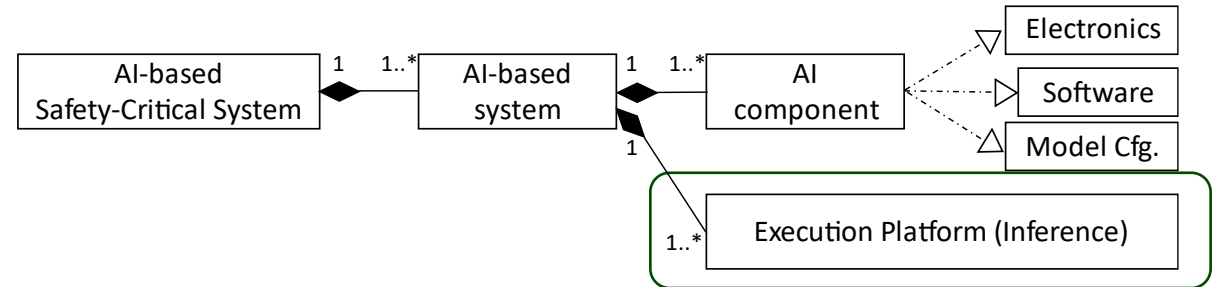 Electronics
1
1..*
1
1..*
AI-based
Safety-Critical System
AI-based
system
AI
component
Software
1
Model Cfg.
1..*
Execution Platform (Inference)